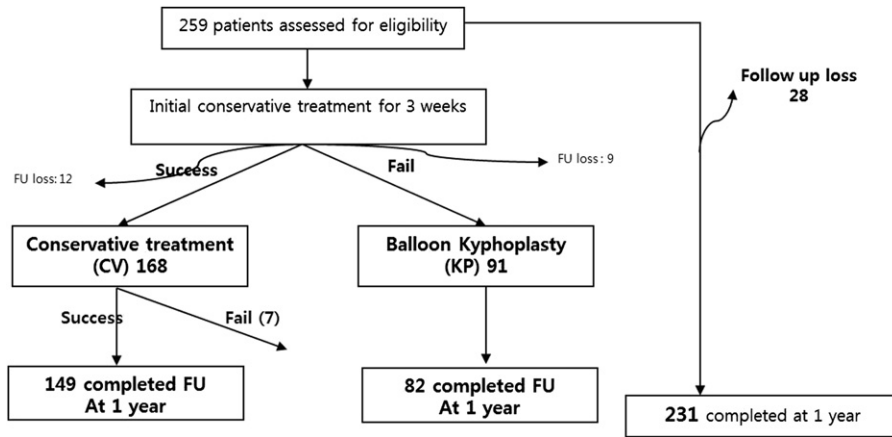 259 patients assessed for eligibility
Follow up loss
28
Initial conservative treatment for 3 weeks
Success
Fail
FU loss: 9
FU loss: 12
Conservative treatment
(CV) 168
Balloon Kyphoplasty
(KP) 91
Success
Fail (7)
149 completed FU
At 1 year
82 completed FU
At 1 year
231 completed at 1 year